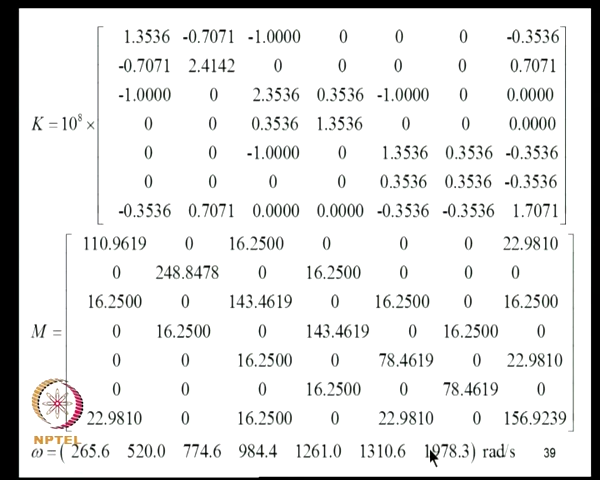 1.3536 -0.7071 -1.0000 0 0 0 -0.3536
-0.7071 2.4142 0 0 0 0 0.7071
-1.0000 0 2.3536 0.3536 -1.0000 0 0.0000
K = 10⁸ × 0 0 0.3536 1.3536 0 0 0.0000
0 0 -1.0000 0 1.3536 0.3536 -0.3536
0 0 0 0 0.3536 0.3536 -0.3536
-0.3536 0.7071 0.0000 0.0000 -0.3536 -0.3536 1.7071
110.9619 0 16.2500 0 0 0 22.9810
0 248.8478 0 16.2500 0 0 0
16.2500 0 143.4619 0 16.2500 0 16.2500
M = 0 16.2500 0 143.4619 0 16.2500 0
0 0 16.2500 0 78.4619 0 22.9810
0 0 0 16.2500 0 78.4619 0
22.9810 0 16.2500 0 22.9810 0 156.9239
NPTEL
ω = ( 265.6 520.0 774.6 984.4 1261.0 1310.6 1978.3) rad/s 39